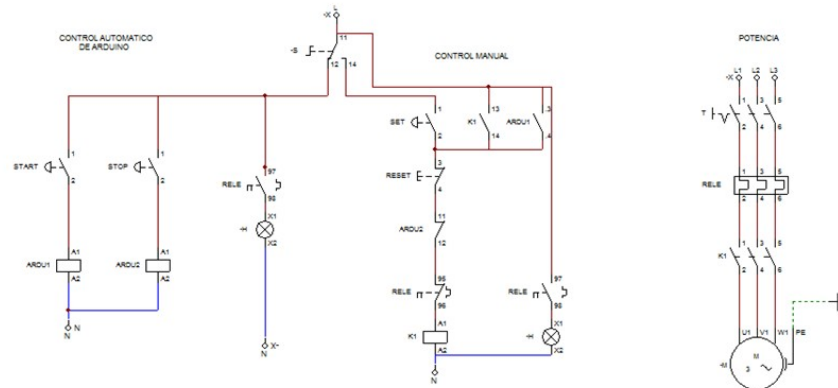 CONTROL AUTOMATICO
DE ARDUINO
L
-X
11
-S
12 14
CONTROL MANUAL
POTENCIA
L1 L2 L3
-X
1
START
2
1
STOP
2
97
RELE
98
X1
-H
X2
A1
ARDU1
A2
A1
ARDU2
A2
N
N X*
1
SET
2
13
K1
14
.3
ARDU1
.4
3
RESET
4
11
ARDU2
12
95
RELE
96
A1
K1
A2
N
97
RELE
98
X1
-H
X2
1 3 5
T
2 4 6
1 3 5
RELE
2 4 6
1 3 5
K1
2 4 6
U1 V1 W1 PE
-M
M
3